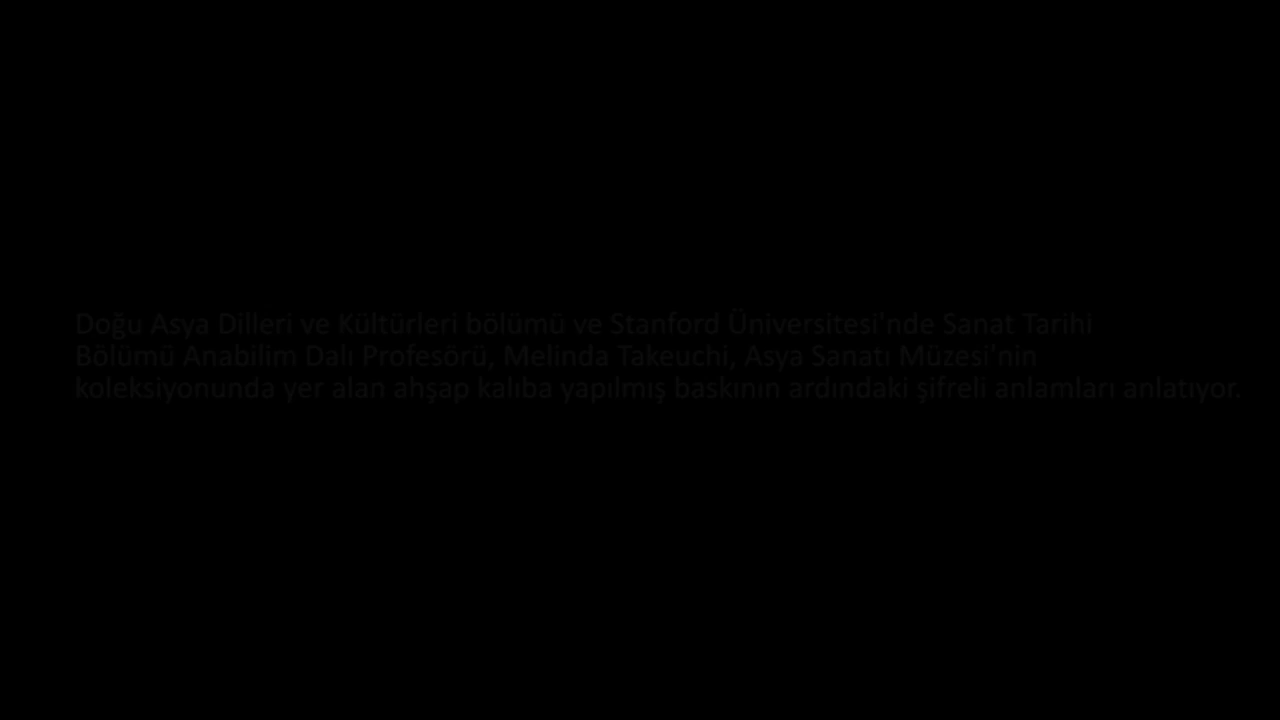 Doğu Asya Dilleri ve Kültürleri bölümü ve Stanford Üniversitesi'nde Sanat Tarihi
Bölümü Anabilim Dalı Profesörü, Melinda Takeuchi, Asya Sanatı Müzesi'nin
koleksiyonunda yer alan ahşap kalıba yapılmış baskının ardındaki şifreli anlamları anlatıyor.